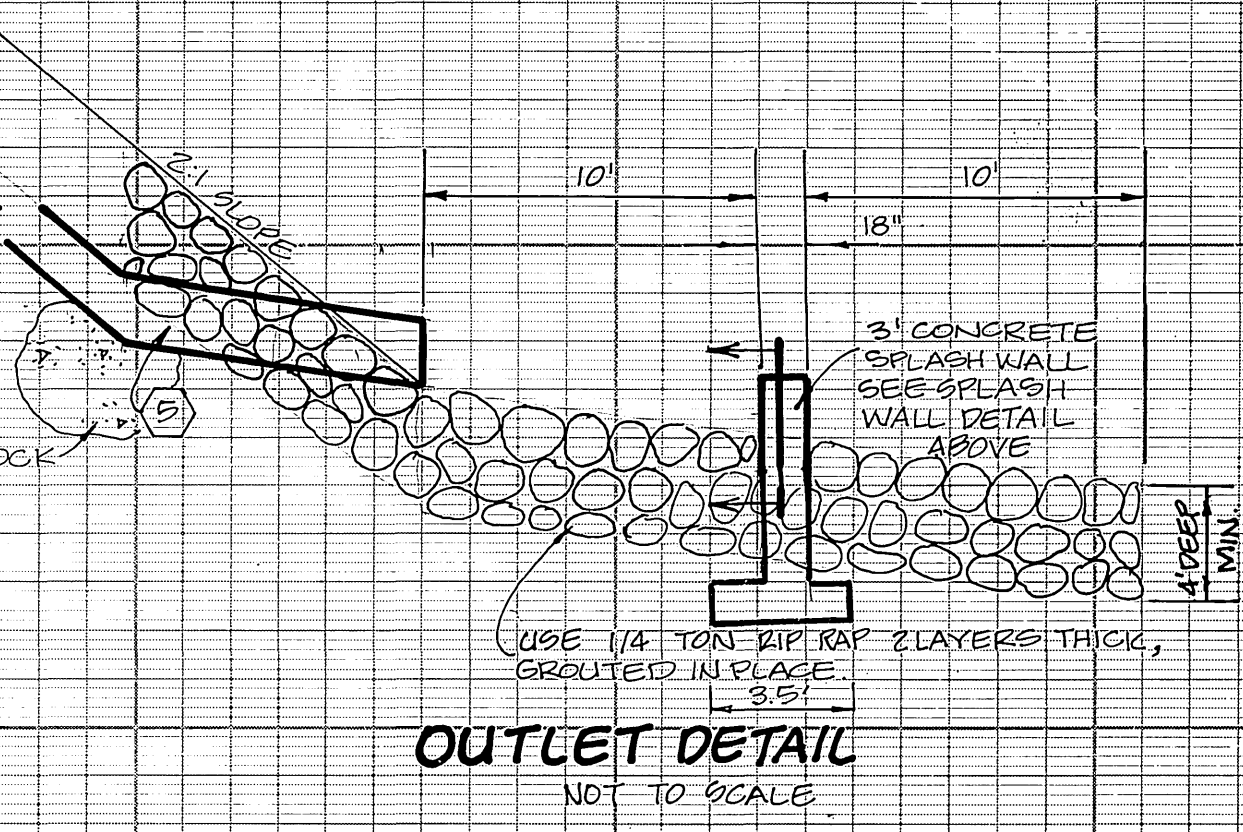 2:1 SLOPE
10'
10'
18"
3' CONCRETE
SPLASH WALL
SEE SPLASH
WALL DETAIL
ABOVE
5
OCK
4' DEEP
MIN.
USE 1/4 TON RIP RAP 2 LAYERS THICK,
GROUTED IN PLACE.
3.5'
OUTLET DETAIL
NOT TO SCALE